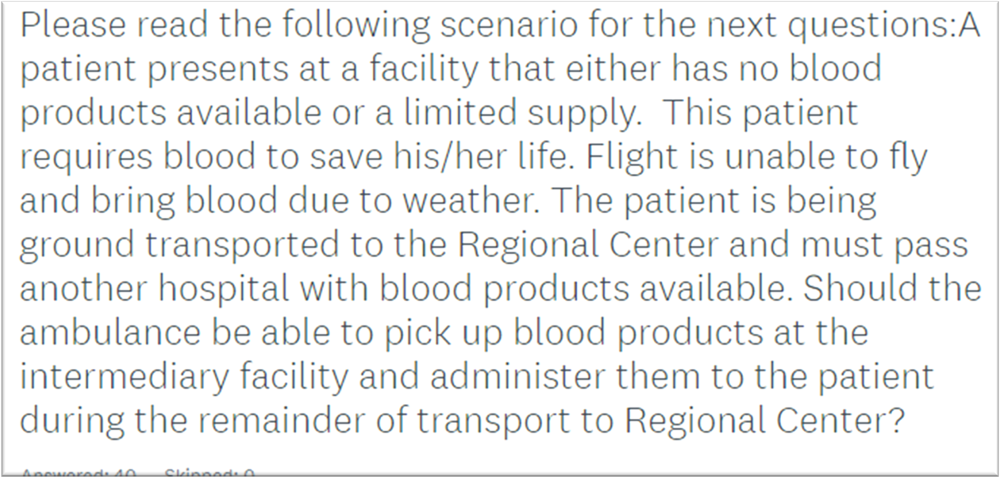 Please read the following scenario for the next questions:A
patient presents at a facility that either has no blood
products available or a limited supply.  This patient
requires blood to save his/her life. Flight is unable to fly
and bring blood due to weather. The patient is being
ground transported to the Regional Center and must pass
another hospital with blood products available. Should the
ambulance be able to pick up blood products at the
intermediary facility and administer them to the patient
during the remainder of transport to Regional Center?
Answered: 40 Skipped: 0